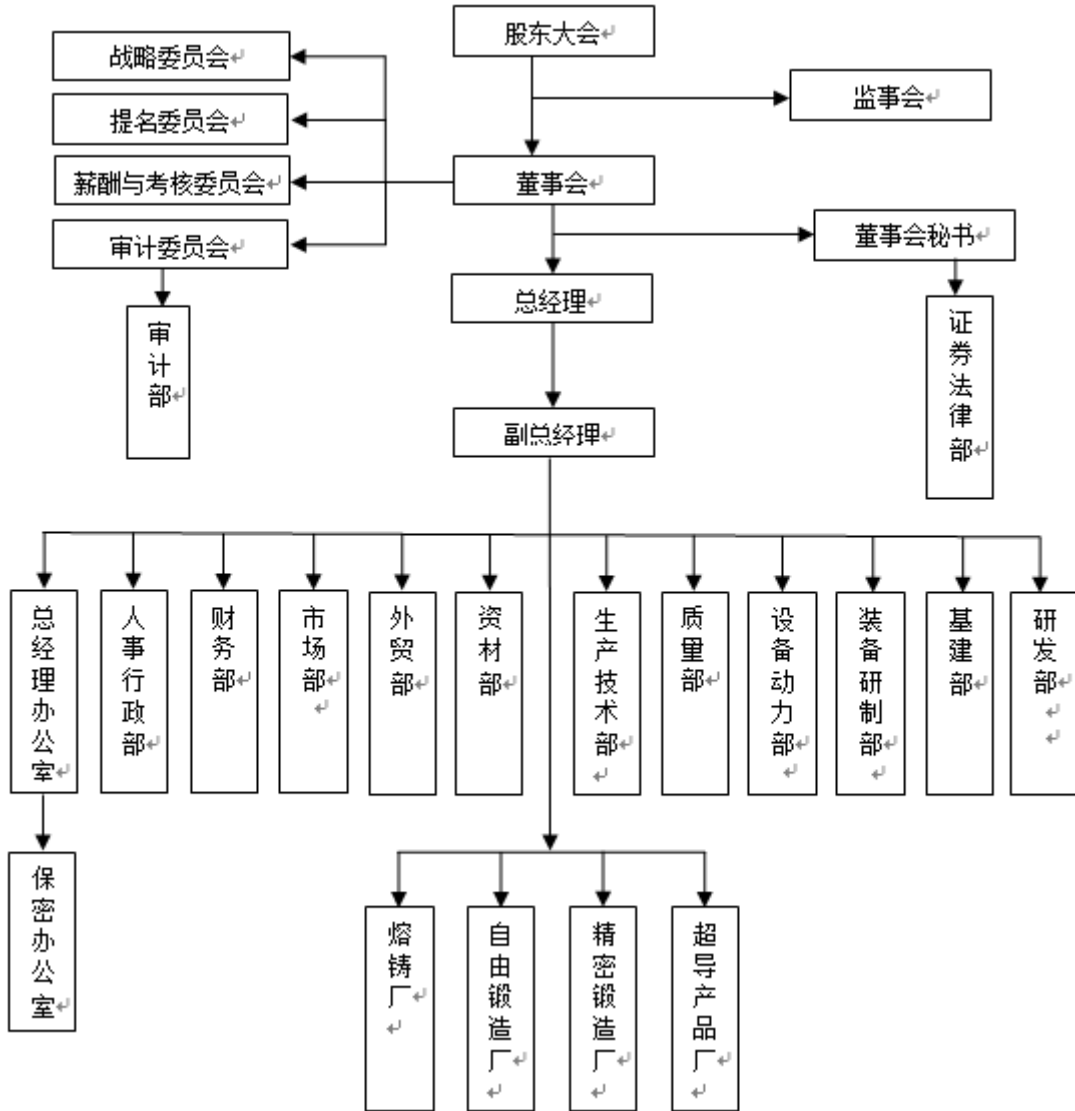 股东大会
战略委员会
监事会
提名委员会
董事会
薪酬与考核委员会
审计委员会
董事会秘书
总经理
审计部
证券法律部
副总经理
总经理办公室
人事行政部
财务部
市场部
外贸部
资材部
生产技术部
质量部
设备动力部
装备研制部
基建部
研发部
保密办公室
熔铸厂
自由锻造厂
精密锻造厂
超导产品厂